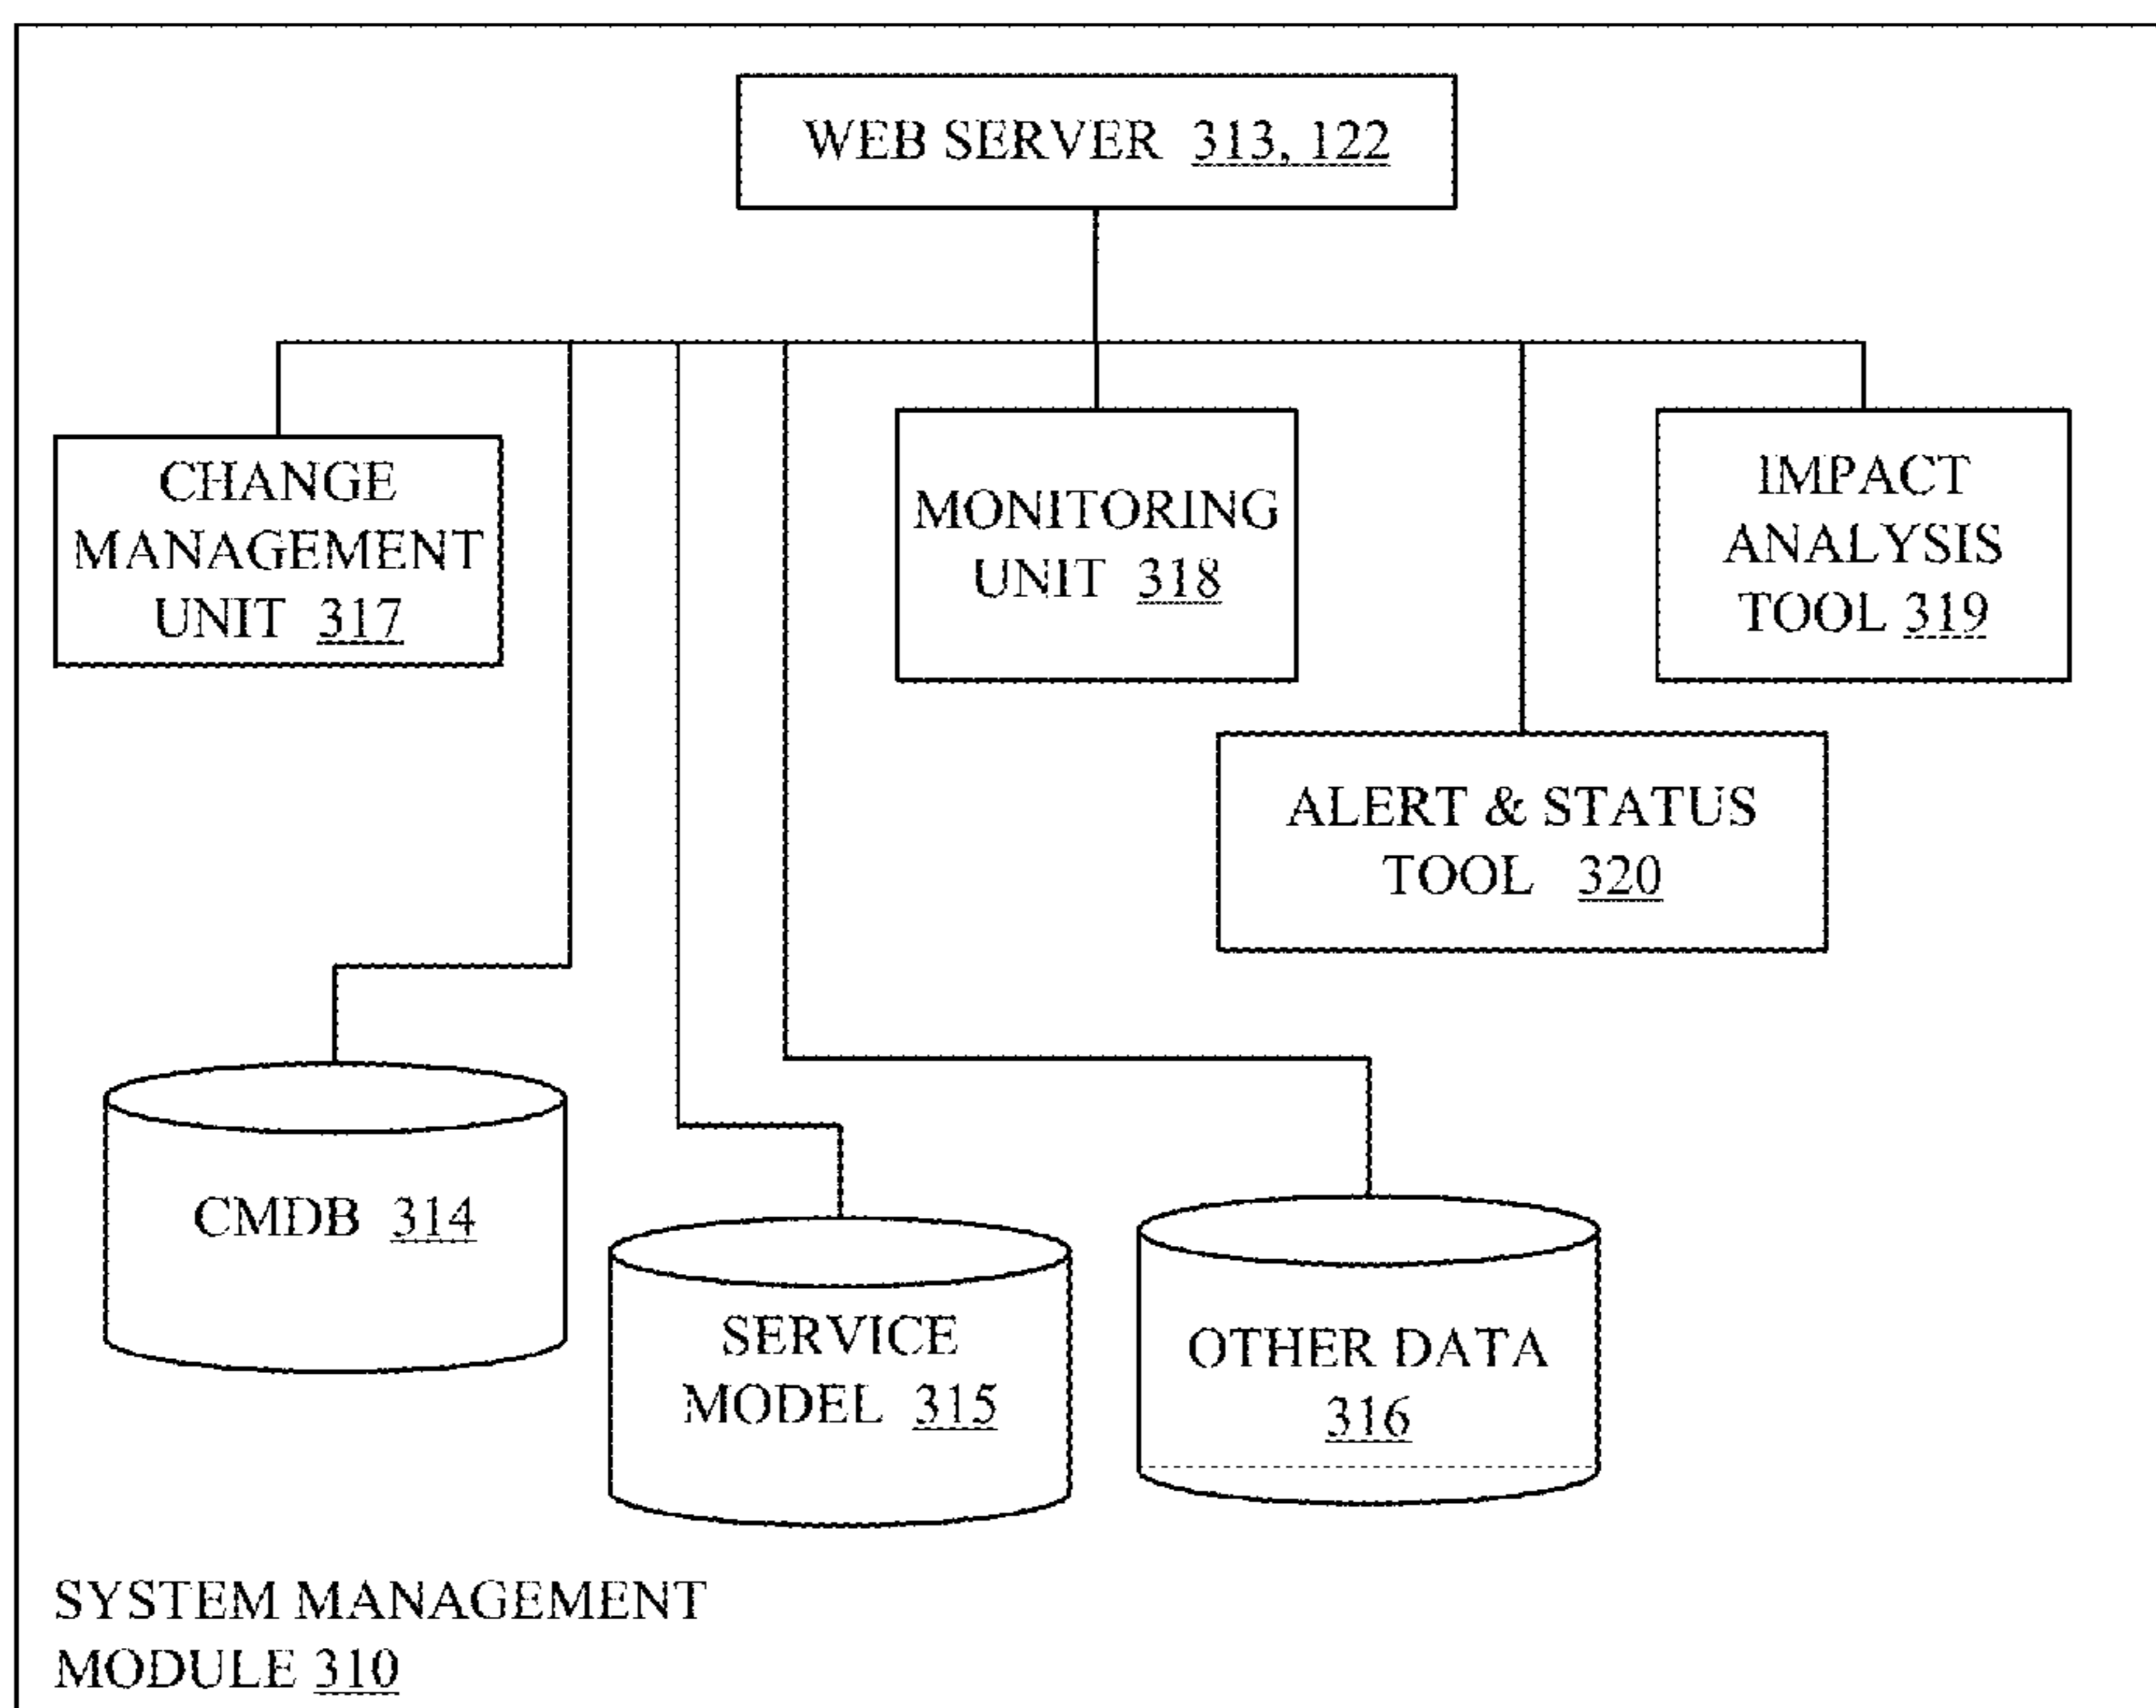 WEB SERVER 313, 122
CHANGE
MANAGEMENT
UNIT 317
MONITORING
UNIT 318
IMPACT
ANALYSIS
TOOL 319
ALERT & STATUS
TOOL 320
CMDB 314
SERVICE
MODEL 315
OTHER DATA
316
SYSTEM MANAGEMENT
MODULE 310